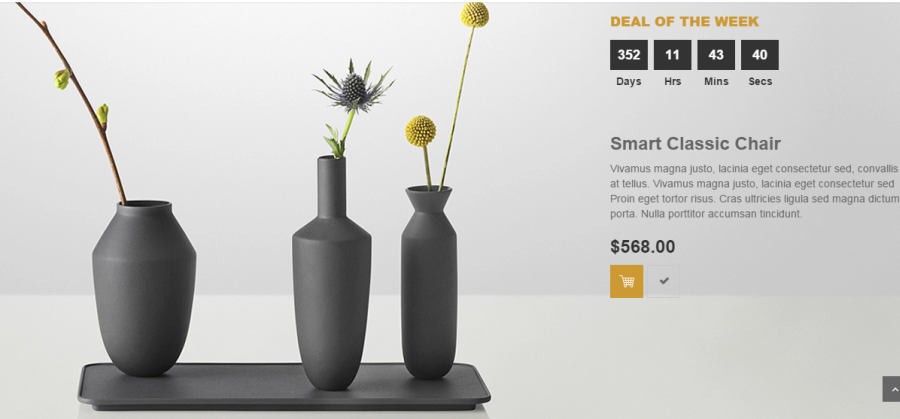 DEAL OF THE WEEK
352 11 43 40
Days Hrs Mins Secs
Smart Classic Chair
Vivamus magna justo, lacinia eget consectetur sed, convallis
at tellus. Vivamus magna justo, lacinia eget consectetur sed
Proin eget tortor risus. Cras ultricies ligula sed magna dictum
porta. Nulla porttitor accumsan tincidunt.
$568.00